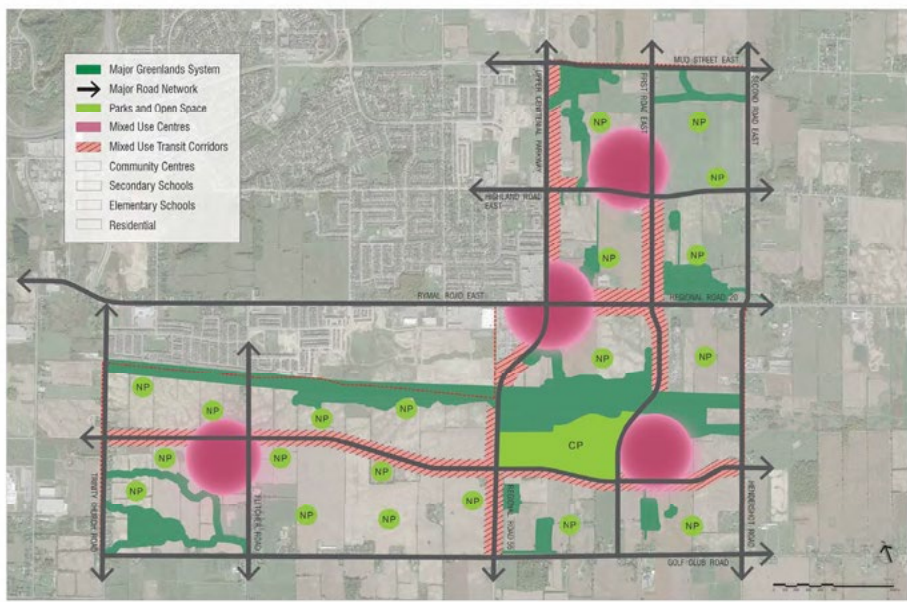 Major Greenlands System
Major Road Network
Parks and Open Space
Mixed Use Centres
Mixed Use Transit Corridors
Community Centres
Secondary Schools
Elementary Schools
Residential
MUD STREET EAST
UPPER CENTENNIAL PARKWAY
FIRST ROAD EAST
SECOND ROAD EAST
NP
NP
NP
HIGHLAND ROAD
EAST
NP
NP
RYMAL ROAD EAST
REGIONAL ROAD 20
NP
NP
NP
NP
NP
NP
CP
NP
NP
NP
NP
NP
NP
NP
NP
NP
NP
TRINITY CHURCH ROAD
FLETCHER ROAD
REGIONAL ROAD 56
HENDERSHOT ROAD
GOLF CLUB ROAD